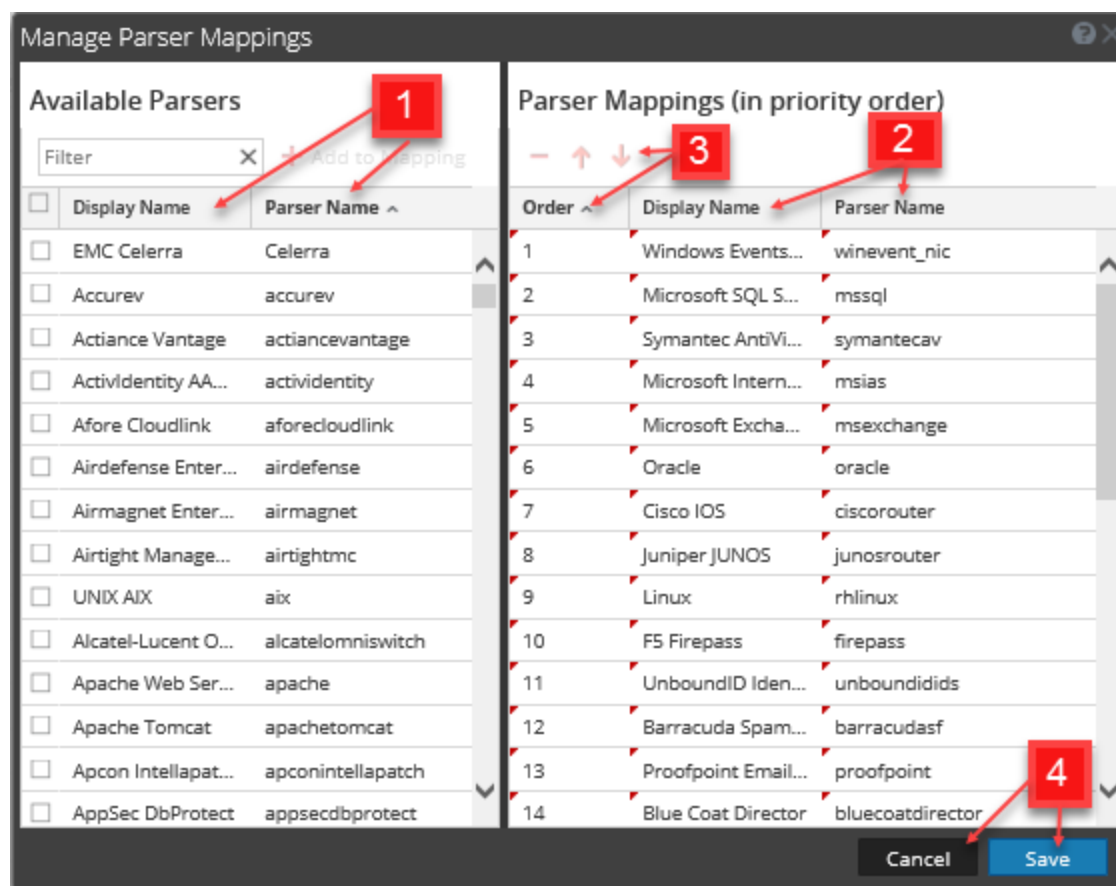 Manage Parser Mappings
Available Parsers
1
Filter
Add to Mapping
Display Name Parser Name
EMC Celerra Celerra
Accurev accurev
Actiance Vantage actiancevantage
ActivIdentity AA... actividentity
Afore Cloudlink aforecloudlink
Airdefense Enter... airdefense
Airmagnet Enter... airmagnet
Airtight Manage... airtightmc
UNIX AIX aix
Alcatel-Lucent O... alcatelomniswitch
Apache Web Ser... apache
Apache Tomcat apachetomcat
Apcon Intellapat... apconintellapatch
AppSec DbProtect appsecdbprotect
Parser Mappings (in priority order)
3
2
Order Display Name Parser Name
1 Windows Events... winevent_nic
2 Microsoft SQL S... mssql
3 Symantec AntiVi... symantecav
4 Microsoft Intern... msias
5 Microsoft Excha... msexchange
6 Oracle oracle
7 Cisco IOS ciscorouter
8 Juniper JUNOS junosrouter
9 Linux rhlinux
10 F5 Firepass firepass
11 UnboundID Iden... unboundidids
12 Barracuda Spam... barracudasf
13 Proofpoint Email... proofpoint
14 Blue Coat Director bluecoatdirector
4
Cancel Save